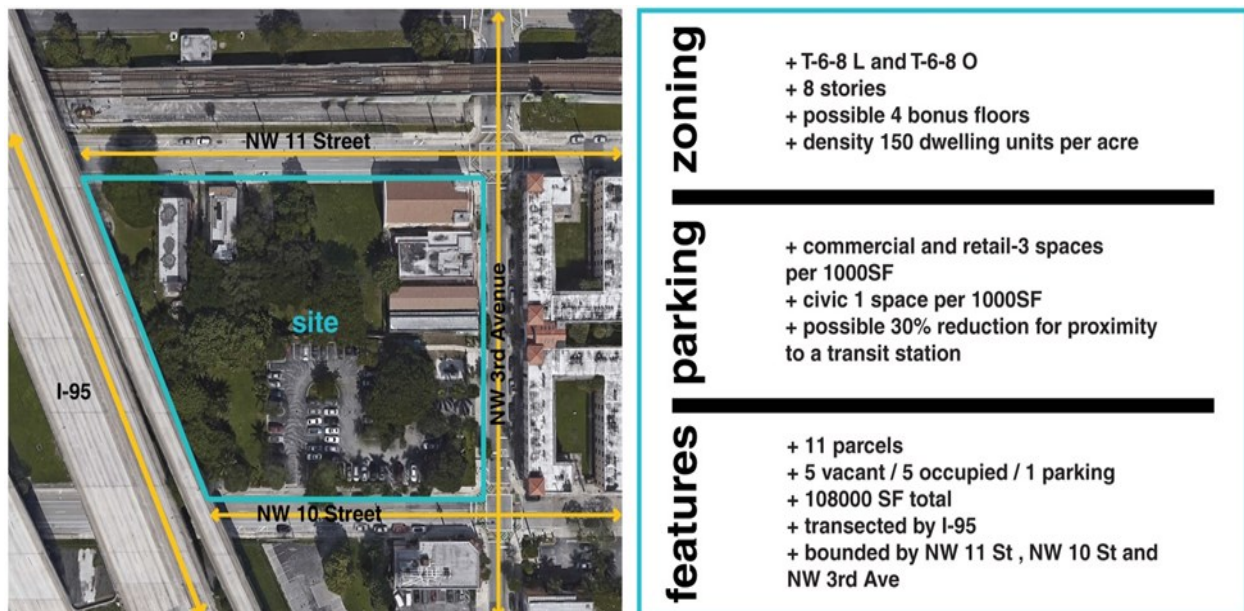 NW 11 Street
site
NW 3rd Avenue
I-95
NW 10 Street
zoning
+ T-6-8 L and T-6-8 O
+ 8 stories
+ possible 4 bonus floors
+ density 150 dwelling units per acre
parking
+ commercial and retail-3 spaces
per 1000SF
+ civic 1 space per 1000SF
+ possible 30% reduction for proximity
to a transit station
features
+ 11 parcels
+ 5 vacant / 5 occupied / 1 parking
+ 108000 SF total
+ transected by I-95
+ bounded by NW 11 St , NW 10 St and
NW 3rd Ave